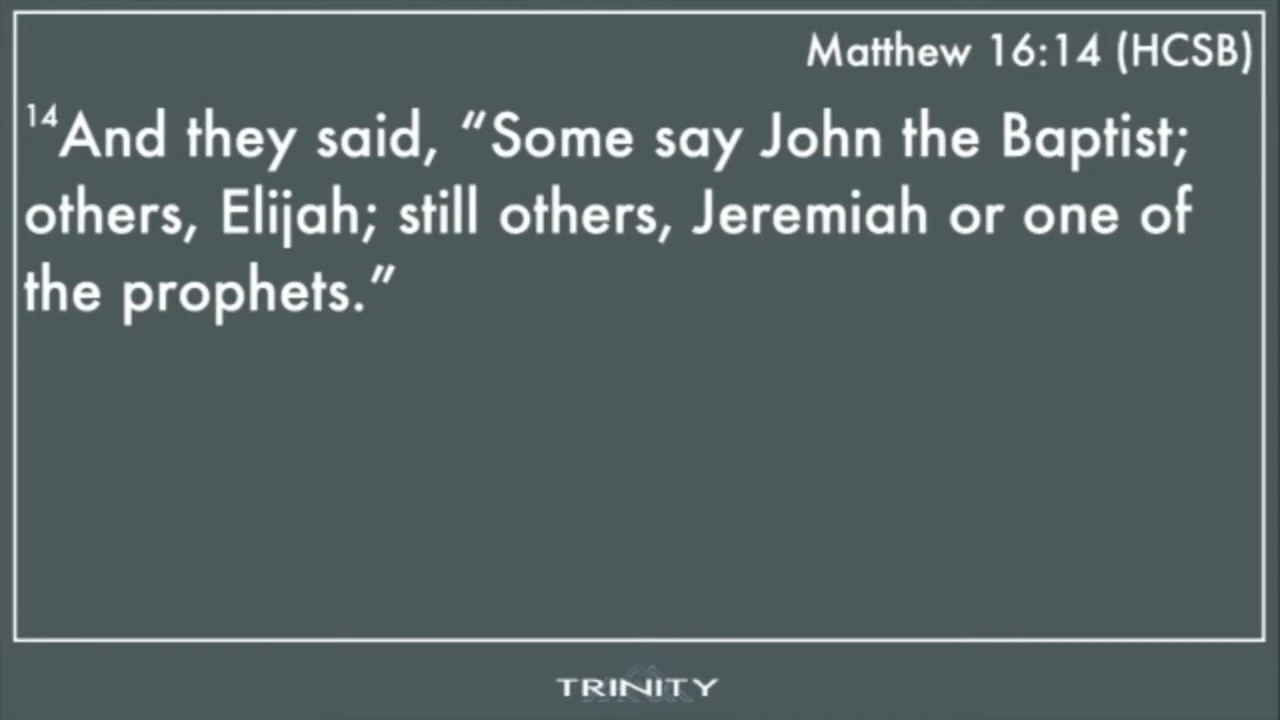 Matthew 16:14 (HCSB)
14And they said, “Some say John the Baptist;
others, Elijah; still others, Jeremiah or one of
the prophets.”
TRINITY